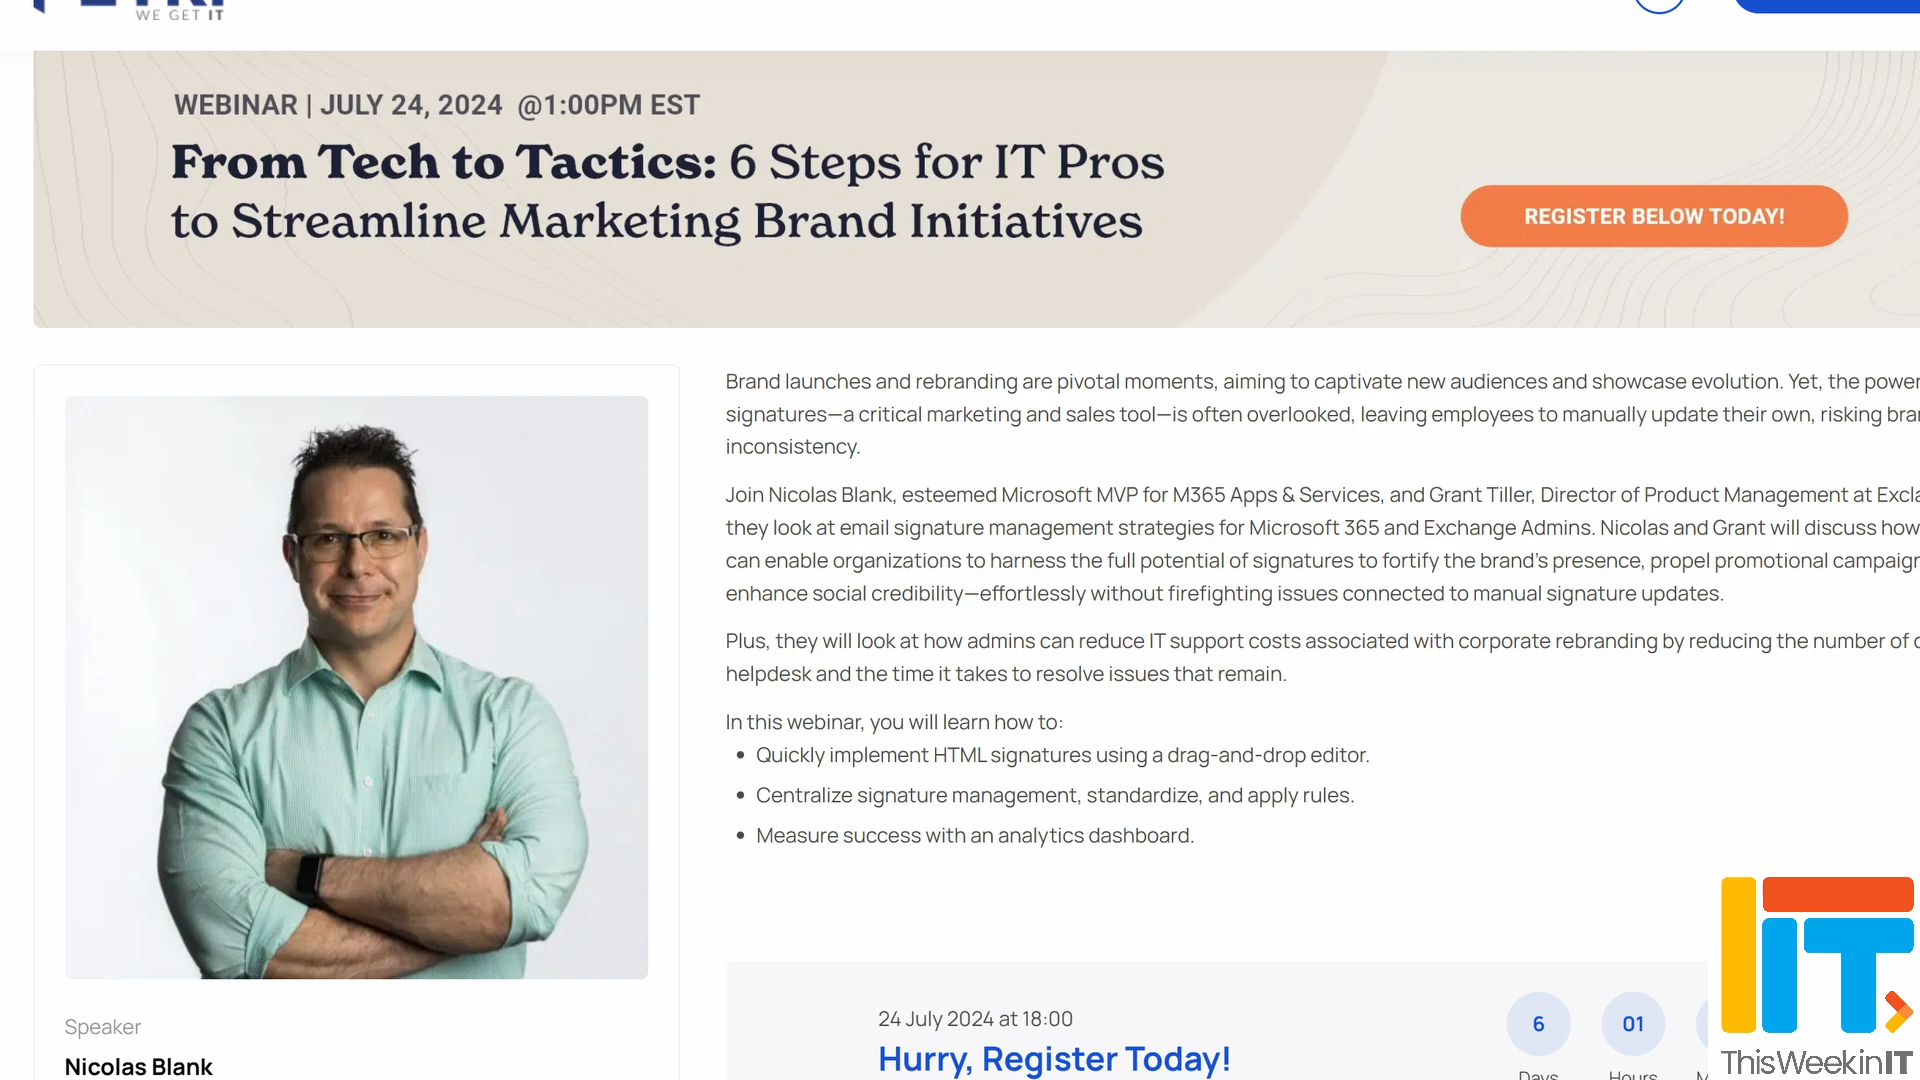 WE GET IT
WEBINAR | JULY 24, 2024 @1:00PM EST
From Tech to Tactics: 6 Steps for IT Pros
to Streamline Marketing Brand Initiatives
REGISTER BELOW TODAY!
Brand launches and rebranding are pivotal moments, aiming to captivate new audiences and showcase evolution. Yet, the power
signatures—a critical marketing and sales tool—is often overlooked, leaving employees to manually update their own, risking
inconsistency.
Join Nicolas Blank, esteemed Microsoft MVP for M365 Apps & Services, and Grant Tiller, Director of Product Management at
they look at email signature management strategies for Microsoft 365 and Exchange Admins. Nicolas and Grant will discuss how
can enable organizations to harness the full potential of signatures to fortify the brand's presence, propel promotional
enhance social credibility—effortlessly without firefighting issues connected to manual signature updates.
Plus, they will look at how admins can reduce IT support costs associated with corporate rebranding by reducing the number of
helpdesk and the time it takes to resolve issues that remain.
In this webinar, you will learn how to:
• Quickly implement HTML signatures using a drag-and-drop editor.
• Centralize signature management, standardize, and apply rules.
• Measure success with an analytics dashboard.
Speaker
Nicolas Blank
24 July 2024 at 18:00
Hurry, Register Today!
6
01
Days
Hours
IT
ThisWeekinIT